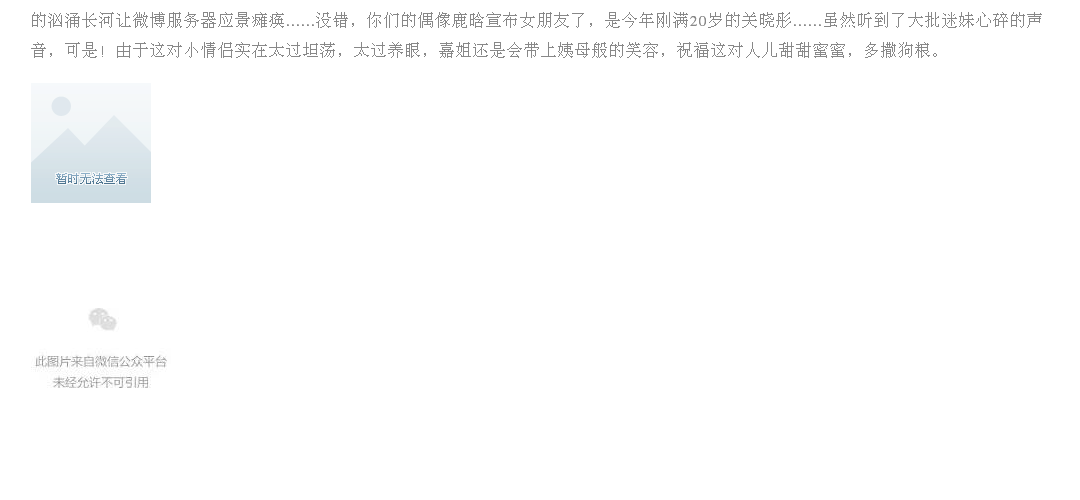 的汹涌长河让微博服务器应景瘫痪……没错，你们的偶像鹿晗宣布女朋友了，是今年刚满20岁的关晓彤……虽然听到了大批迷妹心碎的声
音，可是！由于这对小情侣实在太过坦荡，太过养眼，嘉姐还是会带上姨母般的笑容，祝福这对人儿甜甜蜜蜜，多撒狗粮。
暂时无法查看
此图片来自微信公众平台
未经允许不可引用